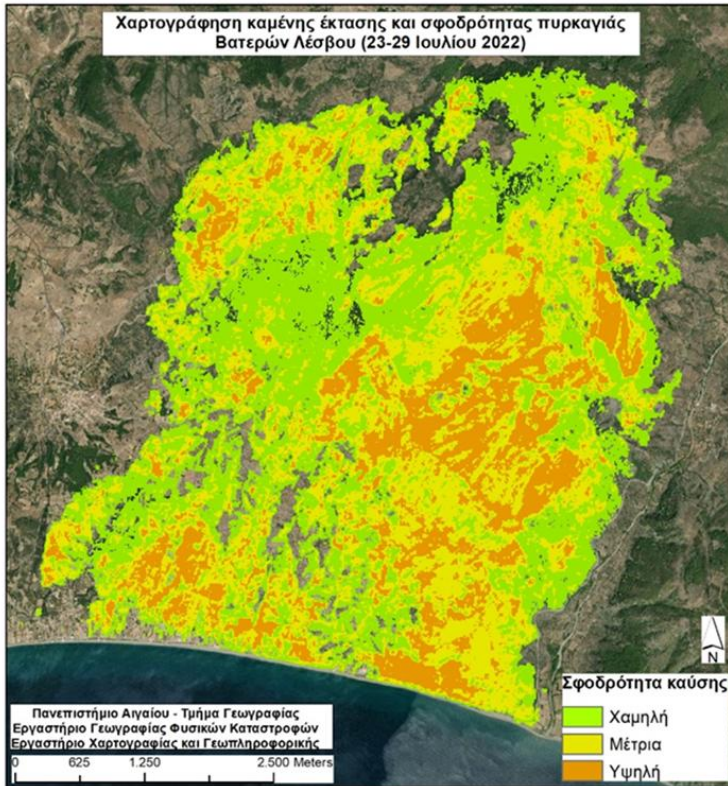 Χαρτογράφηση καμένης έκτασης και σφοδρότητας πυρκαγιάς
Βατερών Λέσβου (23-29 Ιουλίου 2022)
N
Σφοδρότητα καύσης
Χαμηλή
Μέτρια
Υψηλή
Πανεπιστήμιο Αιγαίου - Τμήμα Γεωγραφίας
Εργαστήριο Γεωγραφίας Φυσικών Καταστροφών
Εργαστήριο Χαρτογραφίας και Γεωπληροφορικής
0 625 1.250 2.500 Meters